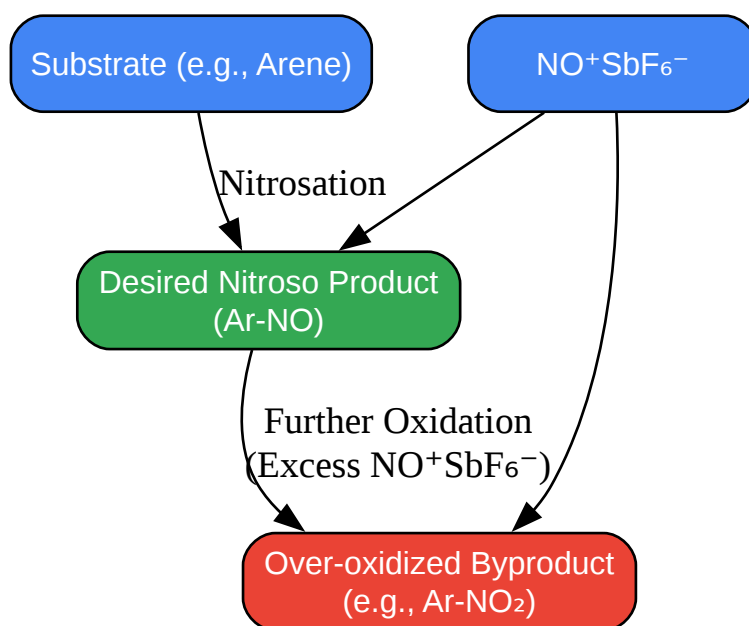 Substrate (e.g., Arene)
NO⁺SbF₆⁻
Nitrosation
Desired Nitroso Product
(Ar-NO)
Further Oxidation
(Excess NO⁺SbF₆⁻)
Over-oxidized Byproduct
(e.g., Ar-NO₂)